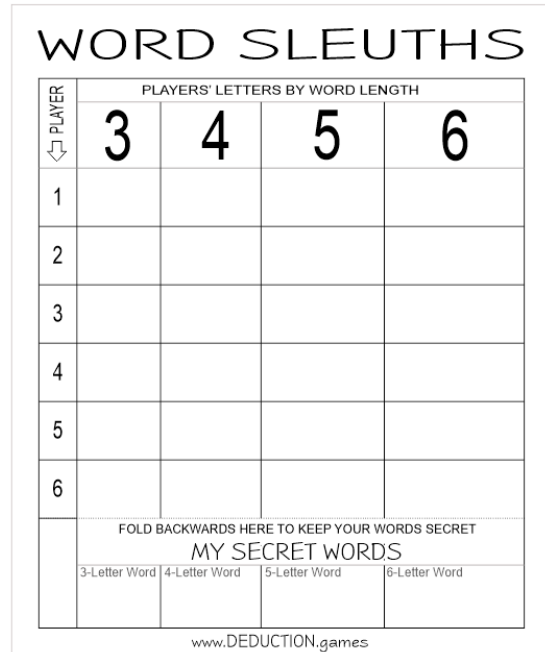 WORD SLEUTHS
PLAYER
PLAYERS' LETTERS BY WORD LENGTH
3 4 5 6
1
2
3
4
5
6
FOLD BACKWARDS HERE TO KEEP YOUR WORDS SECRET
MY SECRET WORDS
3-Letter Word 4-Letter Word 5-Letter Word 6-Letter Word
www.DEDUCTION.games